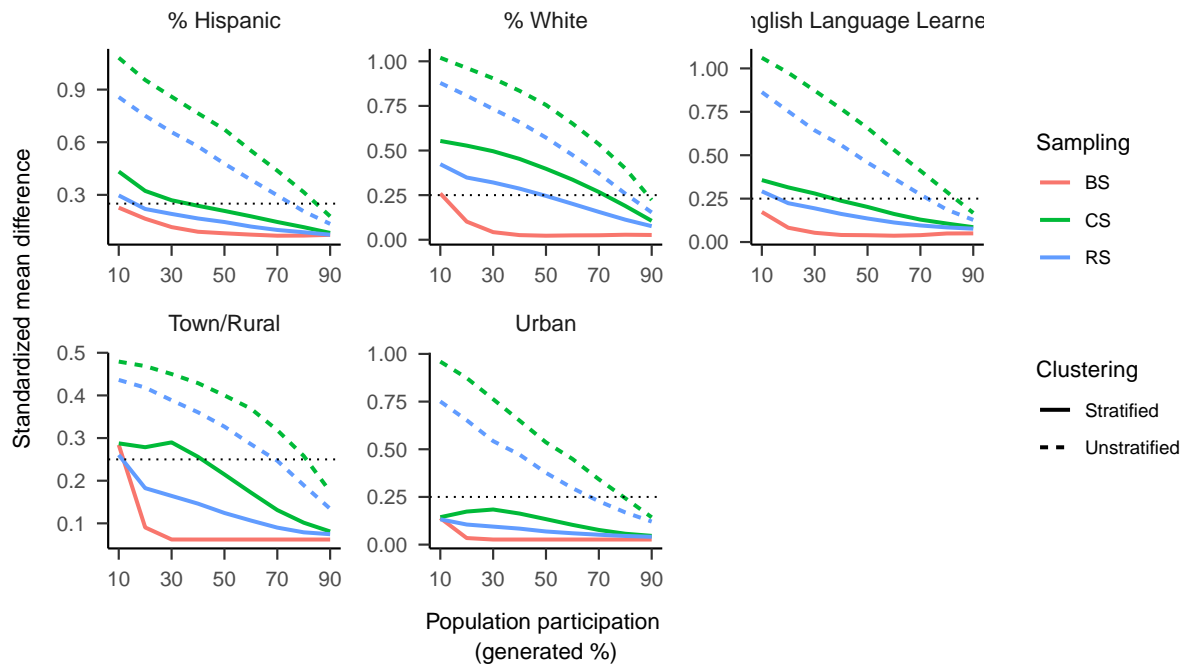 % Hispanic
% White
nglish Language Learne
0.9
0.6
0.3
1.00
0.75
0.50
0.25
0.00
1.00
0.75
0.50
0.25
0.00
10 30 50 70 90
10 30 50 70 90
10 30 50 70 90
Town/Rural
Urban
0.5
0.4
0.3
0.2
0.1
1.00
0.75
0.50
0.25
0.00
10 30 50 70 90
10 30 50 70 90
Standardized mean difference
Population participation
(generated %)
Sampling
BS
CS
RS
Clustering
Stratified
Unstratified